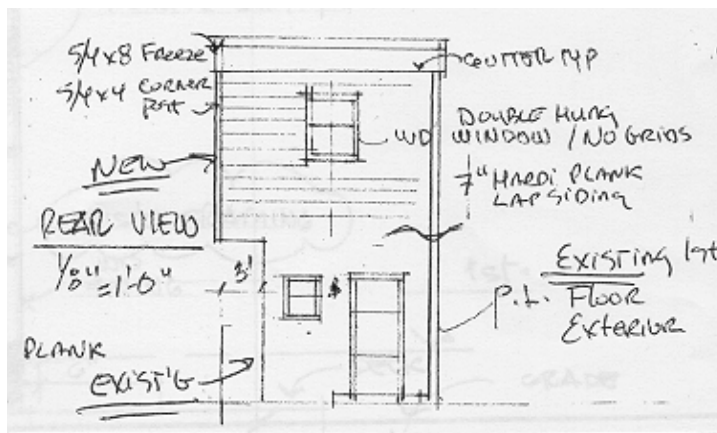 5/4x8 Freeze
5/4x4 CORNER
POST
NEW
REAR VIEW
1/8"=1'-0"
3'
PLANK
EXIST'G
GUTTER TYP
WD
DOUBLE HUNG
WINDOW / NO GRIDS
7" HARDI PLANK
LAP SIDING
EXISTING 1st
P.L. FLOOR
EXTERIOR